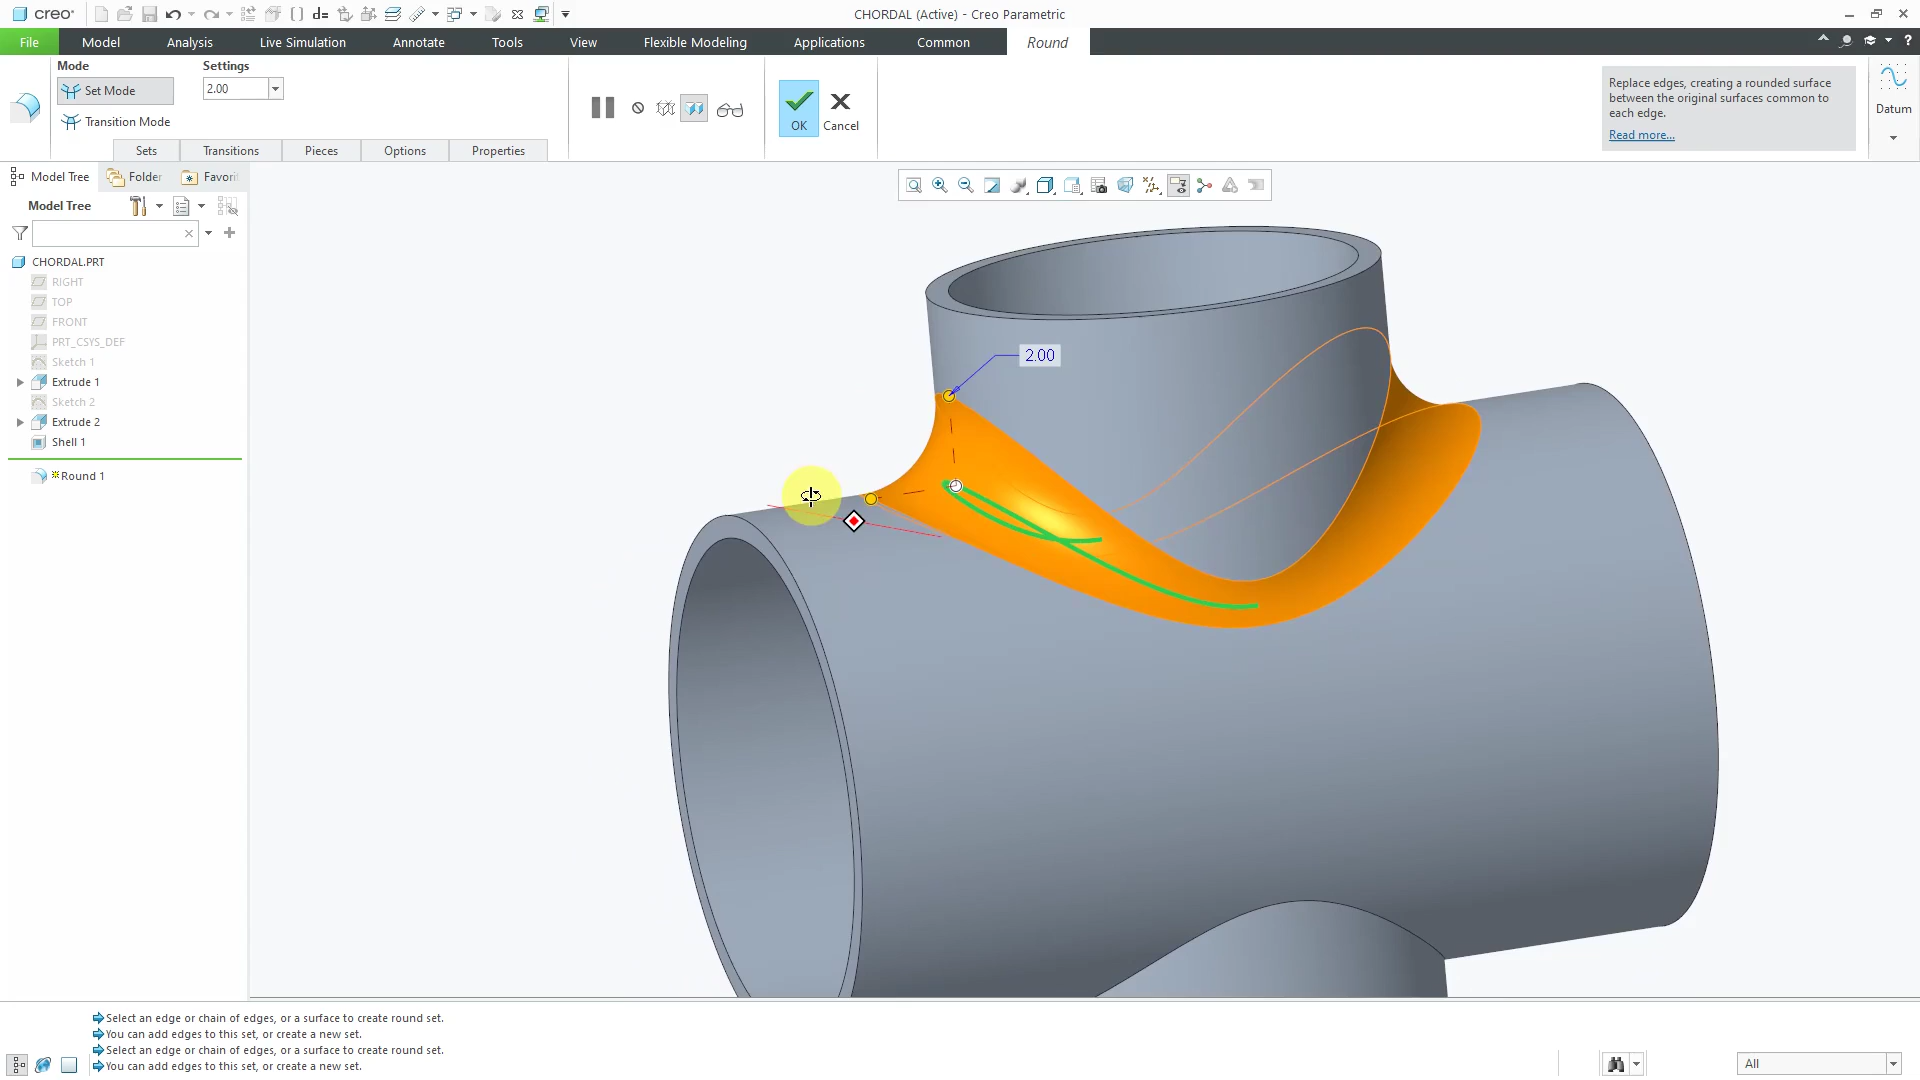 creo
CHORDAL (Active) - Creo Parametric
File
Model
Analysis
Live Simulation
Annotate
Tools
View
Flexible Modeling
Applications
Common
Round
Mode
Settings
Set Mode
2.00
Transition Mode
OK
Cancel
Replace edges, creating a rounded surface
between the original surfaces common to
each edge.
Read more...
Datum
Sets
Transitions
Pieces
Options
Properties
Model Tree
Folder
Favori
Model Tree
CHORDAL.PRT
RIGHT
TOP
FRONT
PRT_CSYS_DEF
Sketch 1
Extrude 1
Sketch 2
Extrude 2
Shell 1
Round 1
2.00
Select an edge or chain of edges, or a surface to create round set.
You can add edges to this set, or create a new set.
Select an edge or chain of edges, or a surface to create round set.
You can add edges to this set, or create a new set.
All